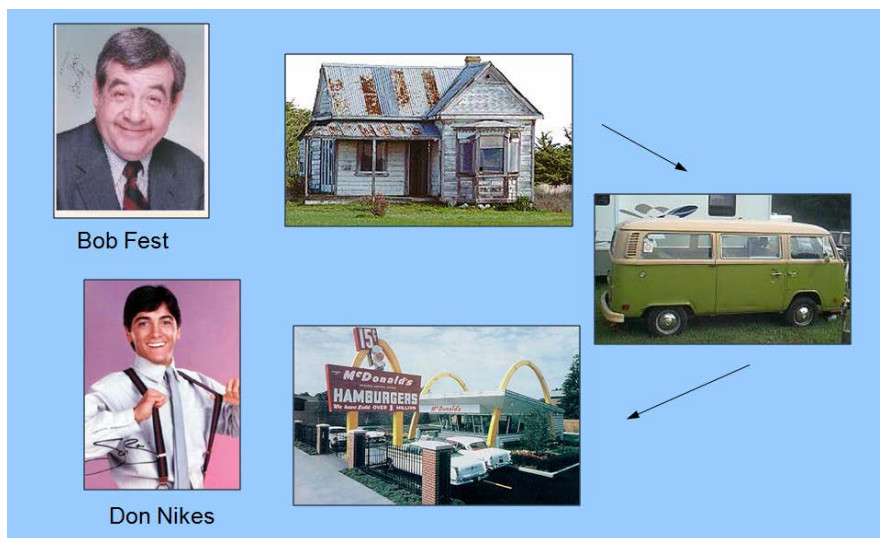 Bob Fest
15¢
McDonald's
HAMBURGERS
We have Sold OVER 1 MILLION
McDonald's
Don Nikes